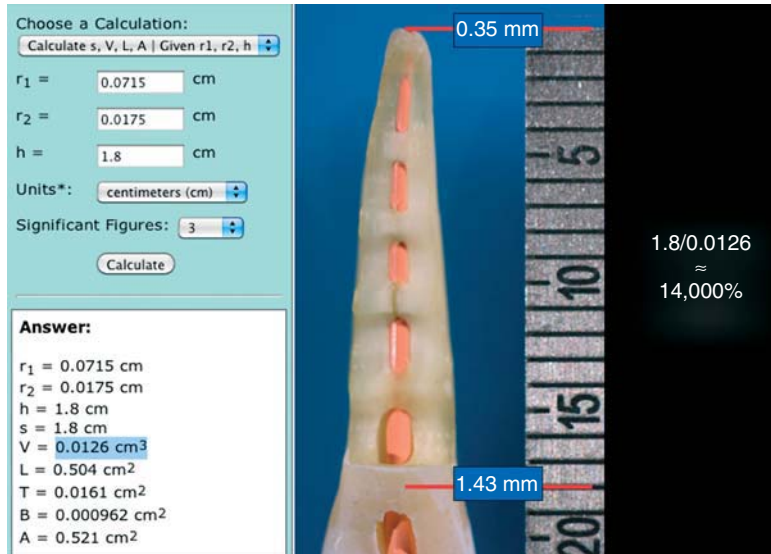 Choose a Calculation:
Calculate s, V, L, A | Given r1, r2, h
r1 = 0.0715 cm
r2 = 0.0175 cm
h = 1.8 cm
Units*: centimeters (cm)
Significant Figures: 3
Calculate
Answer:
r1 = 0.0715 cm
r2 = 0.0175 cm
h = 1.8 cm
s = 1.8 cm
V = 0.0126 cm3
L = 0.504 cm2
T = 0.0161 cm2
B = 0.000962 cm2
A = 0.521 cm2
0.35 mm
5
10
15
1.43 mm
20
1.8/0.0126
≈
14,000%